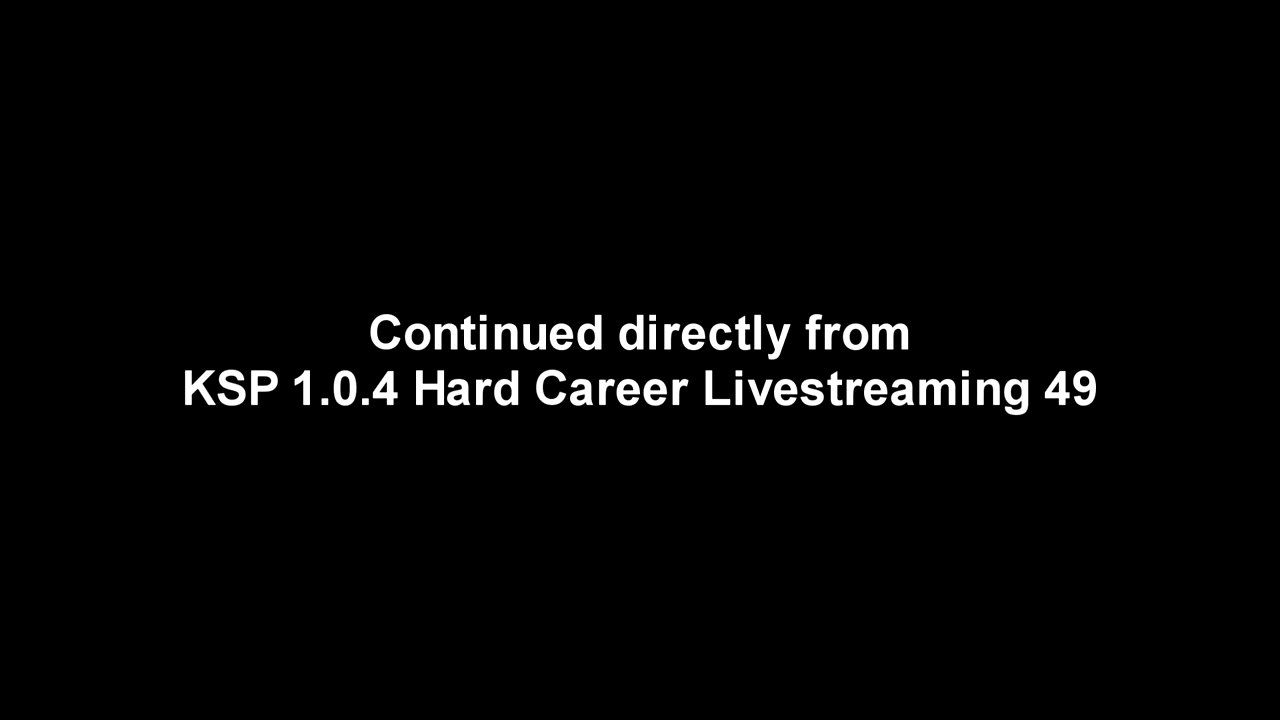 Continued directly from
KSP 1.0.4 Hard Career Livestreaming 49